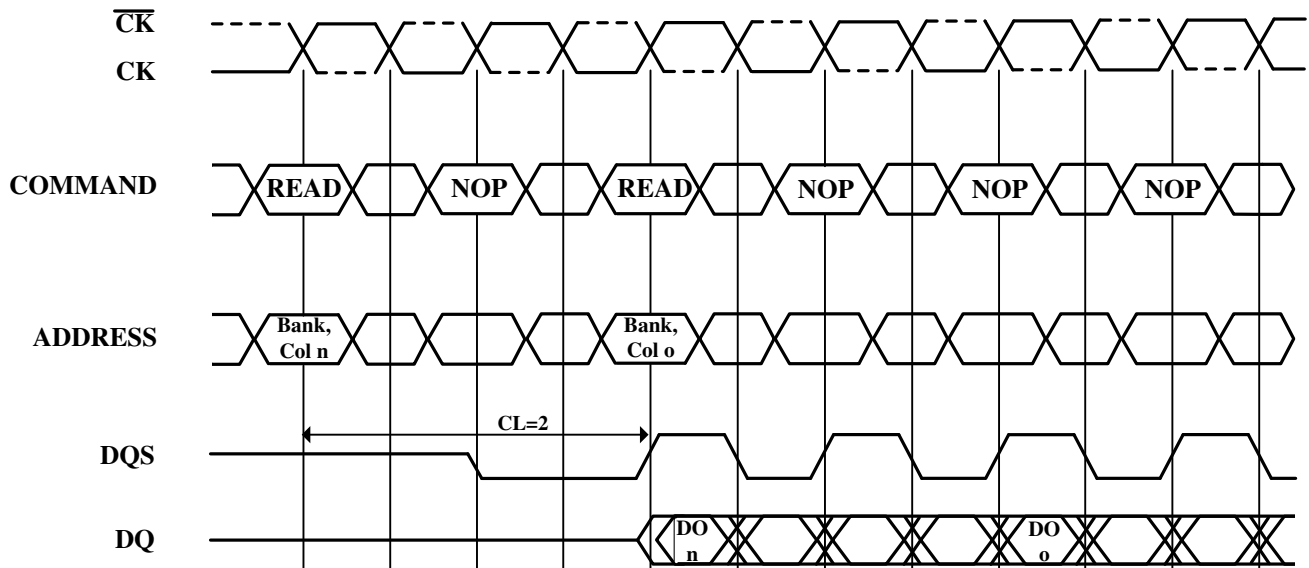 CK
CK
COMMAND
READ
NOP
READ
NOP
NOP
NOP
ADDRESS
Bank,
Col n
Bank,
Col o
CL=2
DQS
DQ
DO
n
DO
o